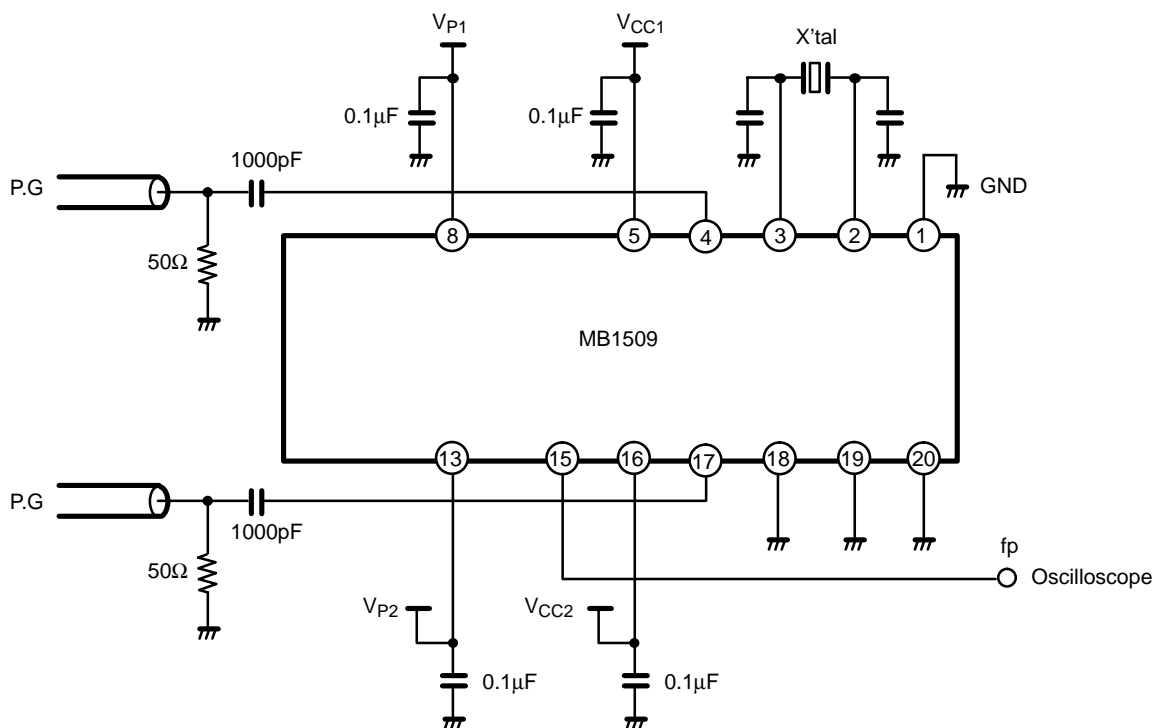 VP1
VCC1
X'tal
0.1μF
0.1μF
1000pF
P.G
GND
8
5
4
3
2
1
50Ω
MB1509
13
15
16
17
18
19
20
P.G
1000pF
fp
50Ω
Oscilloscope
VP2
VCC2
0.1μF
0.1μF